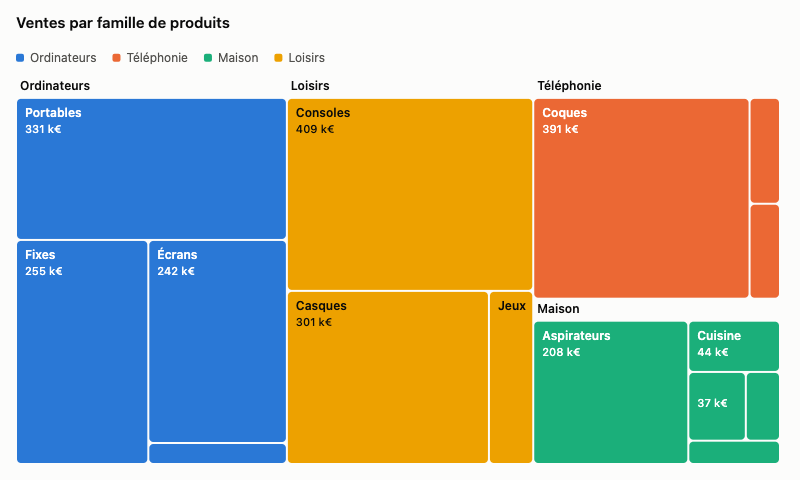 Ventes par famille de produits
Ordinateurs
Téléphonie
Maison
Loisirs
Ordinateurs
Portables
331 k€
Fixes
255 k€
Écrans
242 k€
Loisirs
Consoles
409 k€
Casques
301 k€
Jeux
Téléphonie
Coques
391 k€
Maison
Aspirateurs
208 k€
Cuisine
44 k€
37 k€